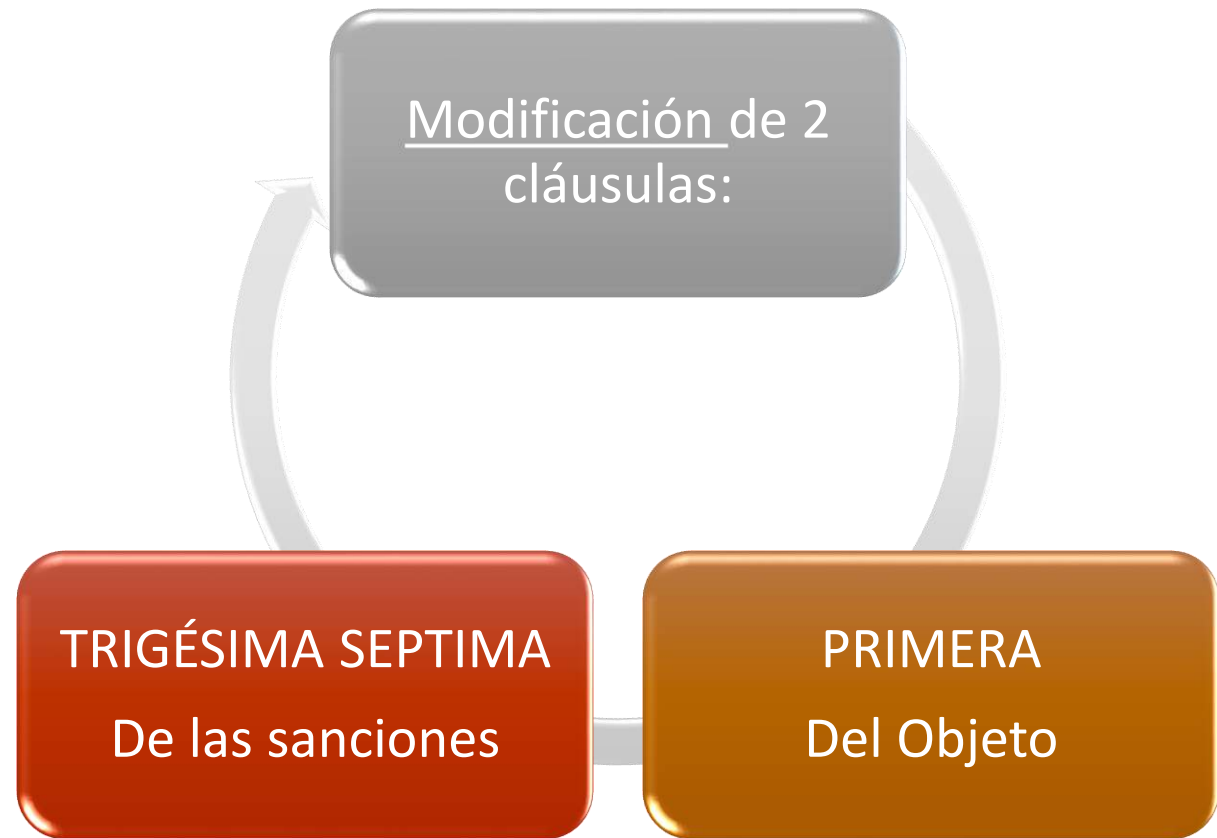 Modificación de 2
cláusulas:
TRIGÉSIMA SEPTIMA
De las sanciones
PRIMERA
Del Objeto